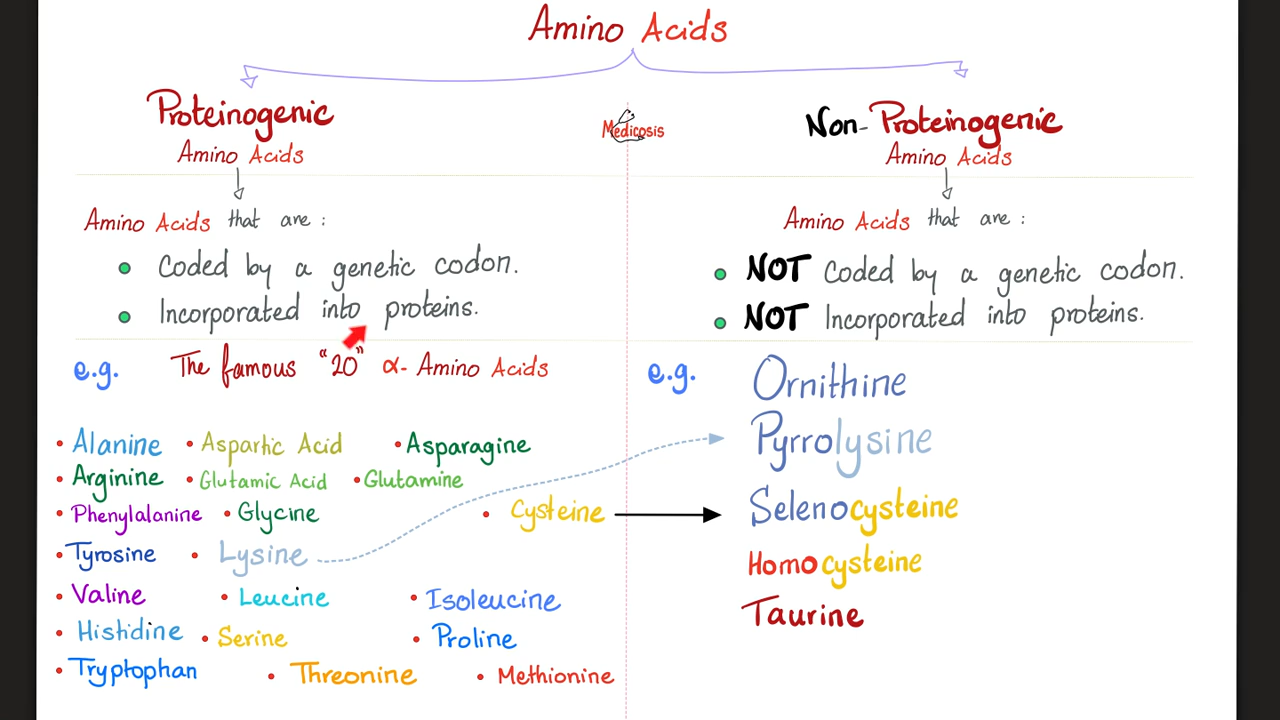 Amino Acids
Proteinogenic
Amino Acids
Amino Acids that are :
• Coded by a genetic codon.
• Incorporated into proteins.
e.g. The famous "20" α- Amino Acids
• Alanine • Aspartic Acid • Asparagine
• Arginine • Glutamic Acid • Glutamine
• Phenylalanine • Glycine • Cysteine
• Tyrosine • Lysine
• Valine • Leucine • Isoleucine
• Histidine • Serine • Proline
• Tryptophan • Threonine • Methionine
Medicosis
Non-Proteinogenic
Amino Acids
Amino Acids that are :
• NOT Coded by a genetic codon.
• NOT Incorporated into proteins.
e.g. Ornithine
Pyrrolysine
Selenocysteine
Homocysteine
Taurine